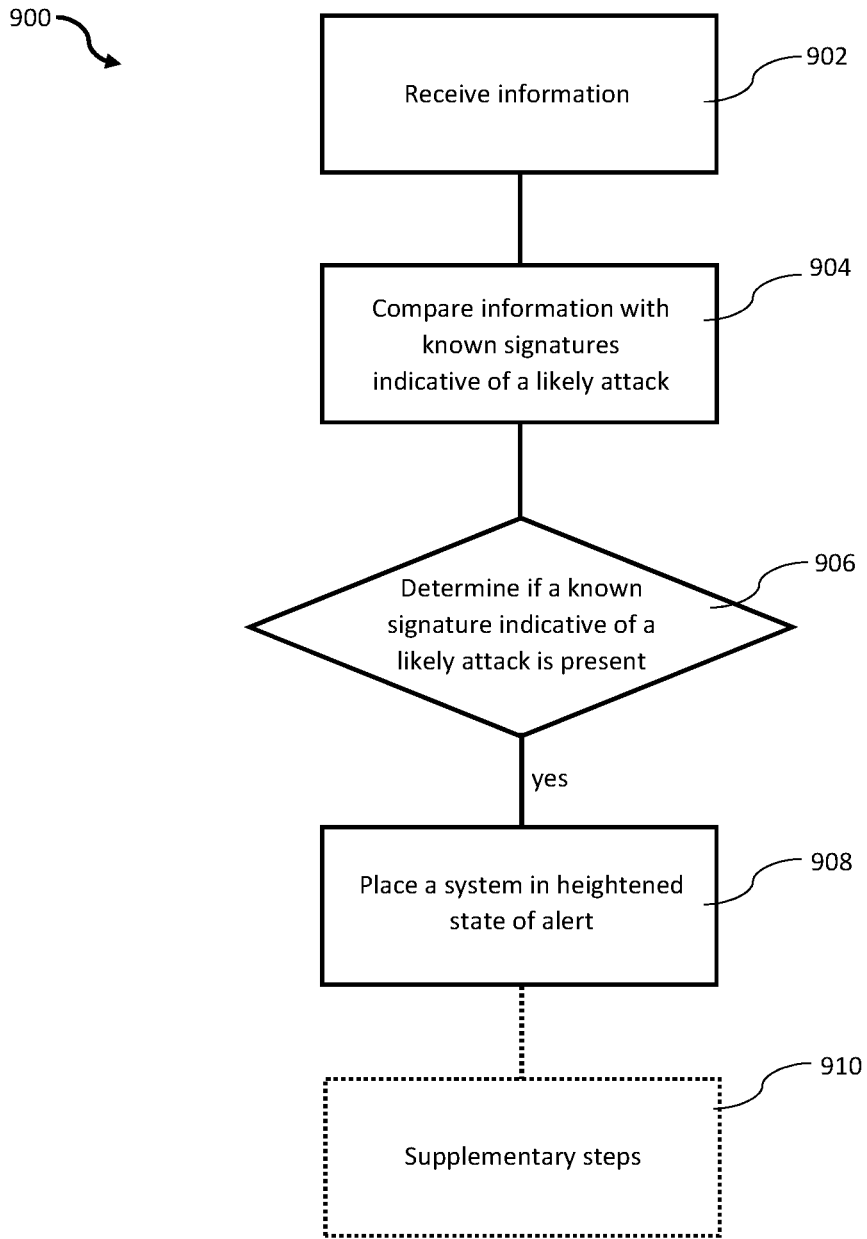 900
902
Receive information
904
Compare information with
known signatures
indicative of a likely attack
906
Determine if a known
signature indicative of a
likely attack is present
yes
908
Place a system in heightened
state of alert
910
Supplementary steps